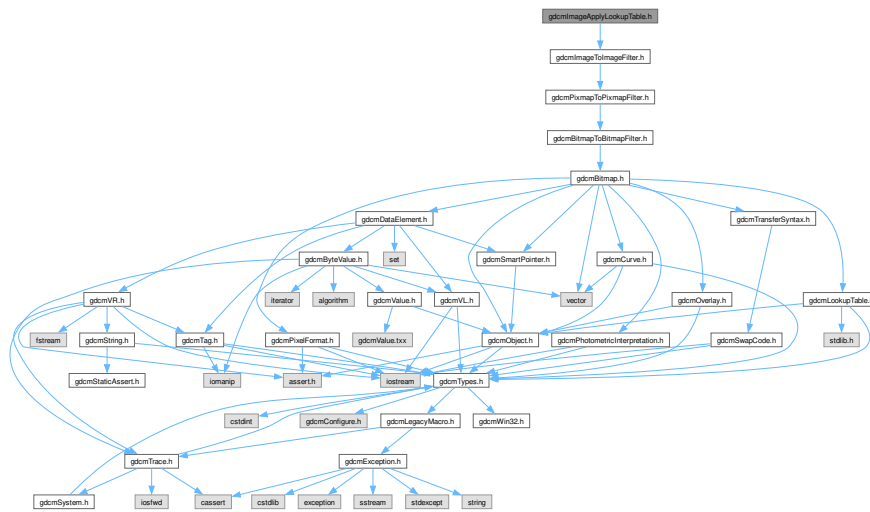 gdcmImageApplyLookupTable.h
gdcmImageToImageFilter.h
gdcmPixmapToPixmapFilter.h
gdcmBitmapToBitmapFilter.h
gdcmBitmap.h
gdcmDataElement.h
gdcmTransferSyntax.h
gdcmByteValue.h
set
gdcmSmartPointer.h
gdcmCurve.h
gdcmVR.h
iterator
algorithm
gdcmValue.h
gdcmVL.h
vector
gdcmOverlay.h
gdcmLookupTable.h
fstream
gdcmString.h
gdcmTag.h
gdcmPixelFormat.h
gdcmValue.txx
gdcmObject.h
gdcmPhotometricInterpretation.h
gdcmSwapCode.h
stdlib.h
gdcmStaticAssert.h
iomanip
assert.h
iostream
gdcmTypes.h
cstdint
gdcmConfigure.h
gdcmLegacyMacro.h
gdcmWin32.h
gdcmTrace.h
gdcmException.h
gdcmSystem.h
iosfwd
cassert
cstdlib
exception
sstream
stdexcept
string